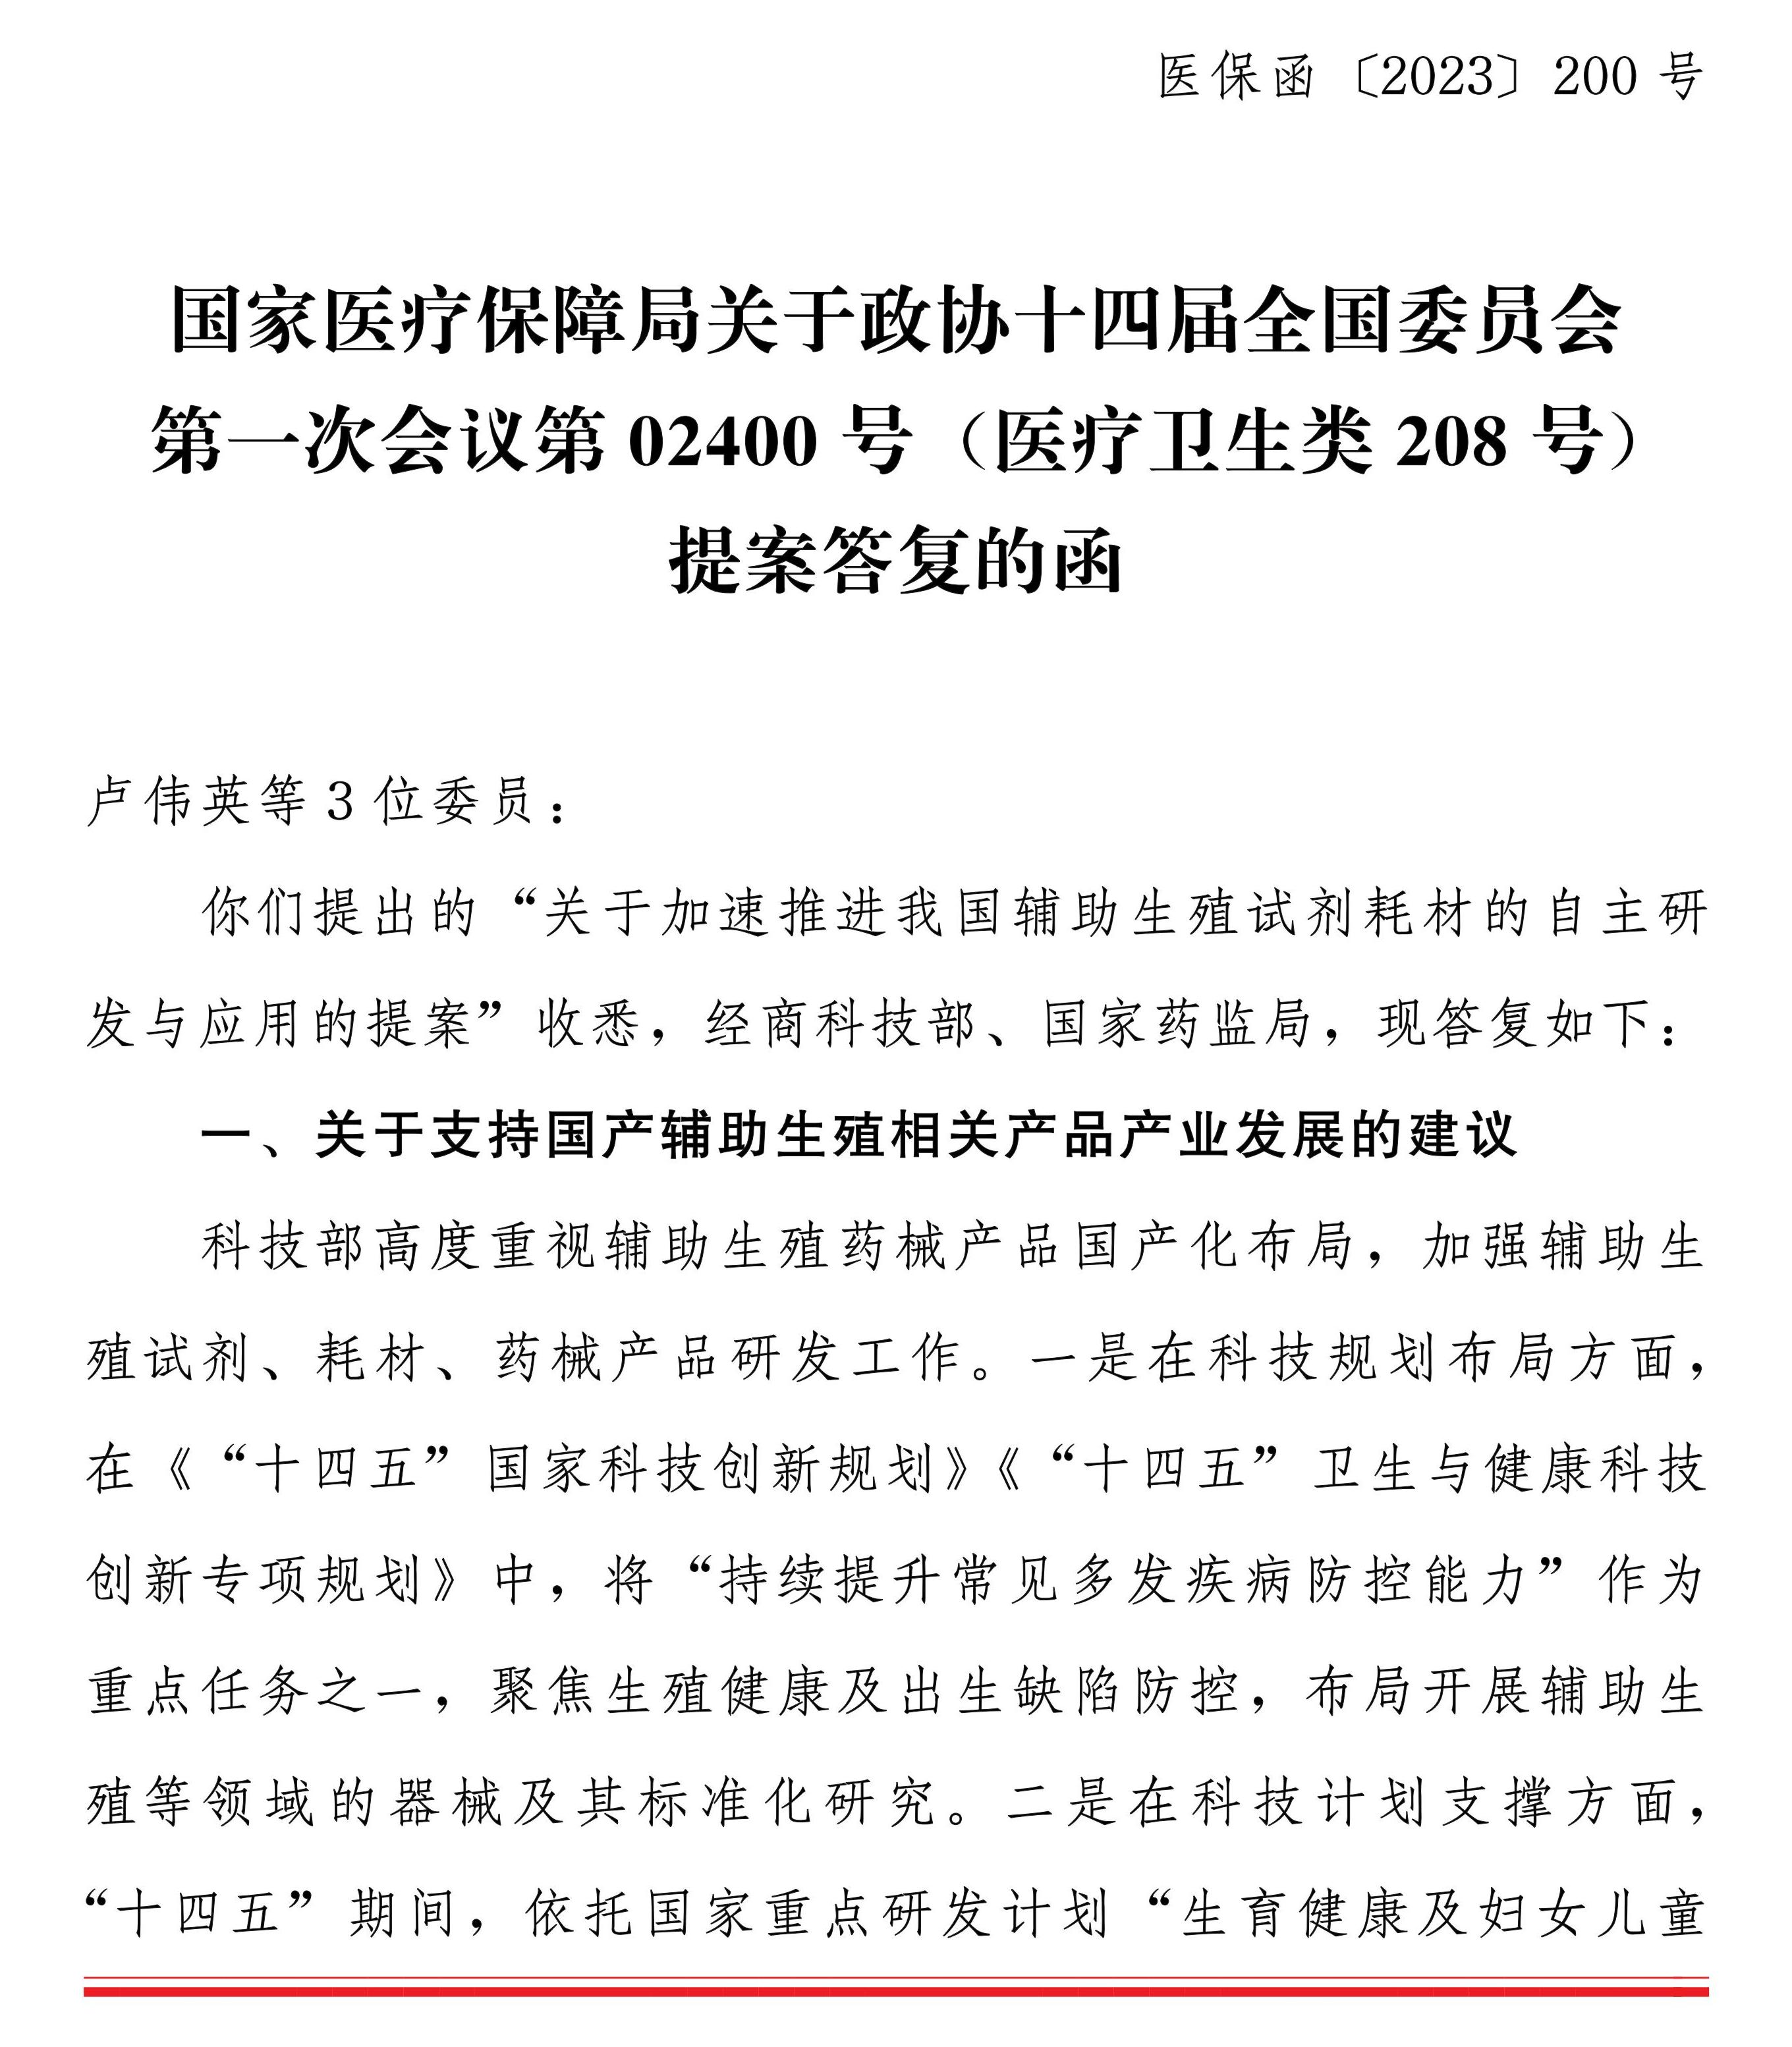 医保函〔2023〕200 号
国家医疗保障局关于政协十四届全国委员会
第一次会议第 02400 号（医疗卫生类 208 号）
提案答复的函
卢伟英等 3 位委员：
你们提出的“关于加速推进我国辅助生殖试剂耗材的自主研
发与应用的提案”收悉，经商科技部、国家药监局，现答复如下：
一、关于支持国产辅助生殖相关产品产业发展的建议
科技部高度重视辅助生殖药械产品国产化布局，加强辅助生
殖试剂、耗材、药械产品研发工作。一是在科技规划布局方面，
在《“十四五”国家科技创新规划》《“十四五”卫生与健康科技
创新专项规划》中，将“持续提升常见多发疾病防控能力”作为
重点任务之一，聚焦生殖健康及出生缺陷防控，布局开展辅助生
殖等领域的器械及其标准化研究。二是在科技计划支撑方面，
“十四五”期间，依托国家重点研发计划“生育健康及妇女儿童